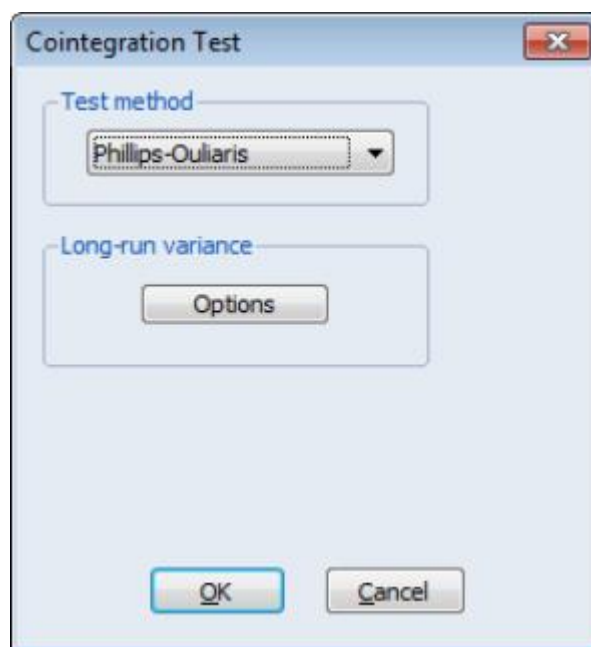 Cointegration Test
Test method
Phillips-Ouliaris
Long-run variance
Options
OK
Cancel